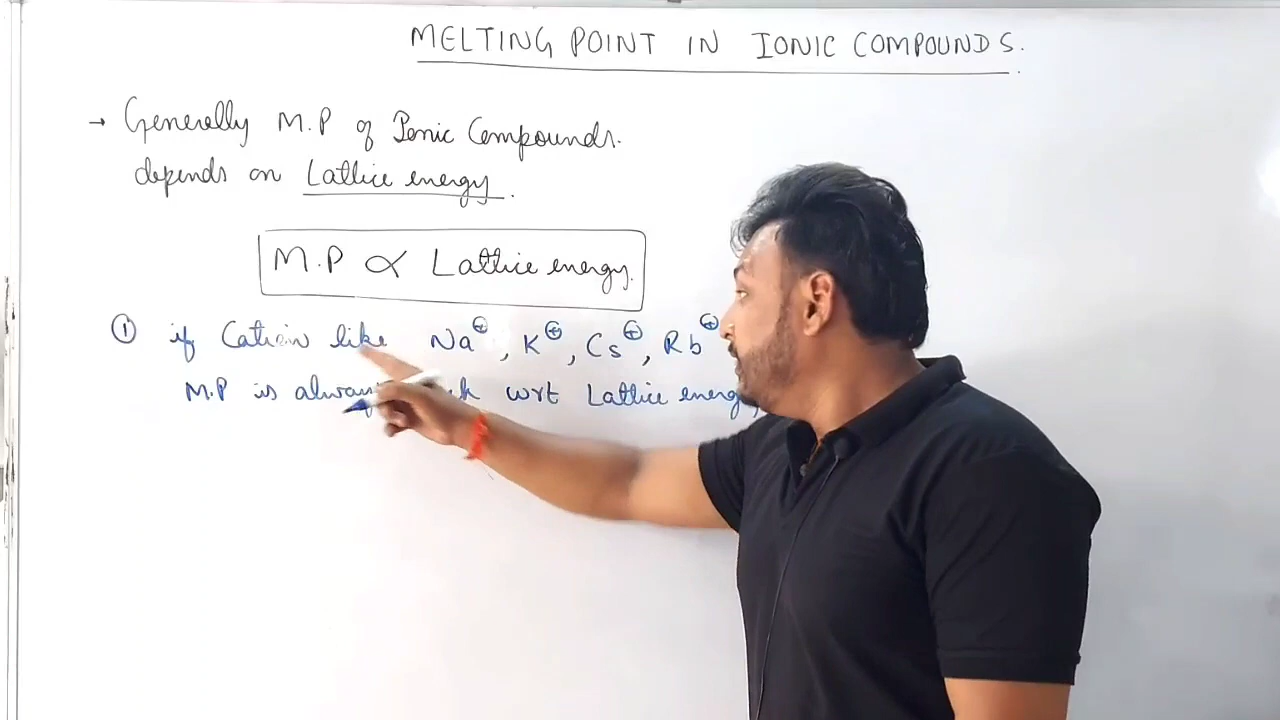 MELTING POINT IN IONIC COMPOUNDS.
→ Generally M.P of Ionic Compounds.
depends on Lattice energy.
M.P ∝ Lattice energy.
① if Cation like Na⊕, K⊕, Cs⊕, Rb⊕
M.P is always wrt Lattice energy